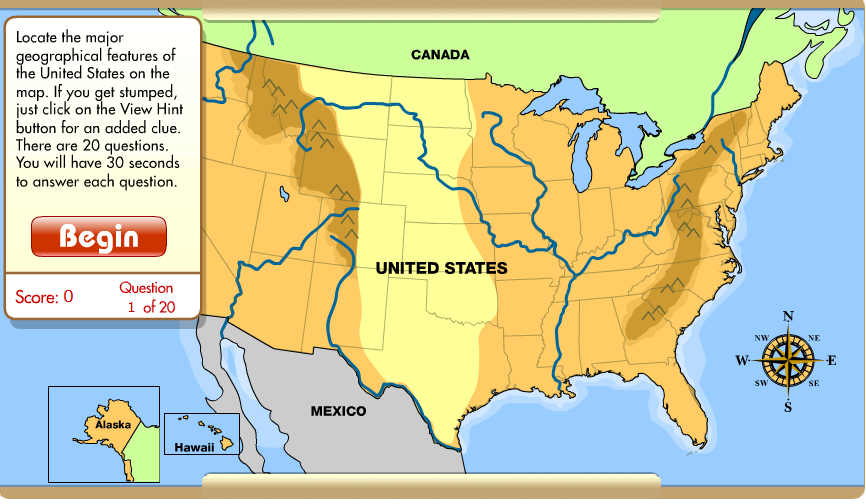 Locate the major
geographical features of
the United States on the
map. If you get stumped,
just click on the View Hint
button for an added clue.
There are 20 questions.
You will have 30 seconds
to answer each question.
Begin
Score: 0
Question
1 of 20
CANADA
UNITED STATES
MEXICO
Alaska
Hawaii
N
NW
NE
W
E
SW
SE
S